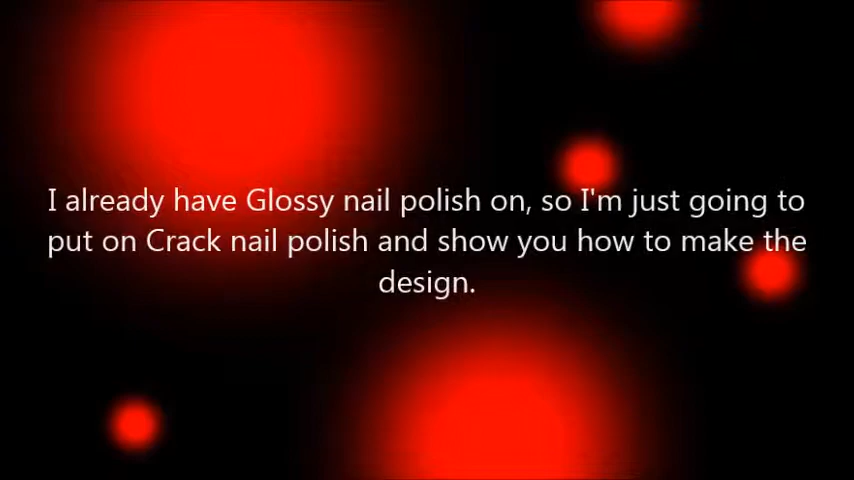 I already have Glossy nail polish on, so I'm just going to
put on Crack nail polish and show you how to make the
design.